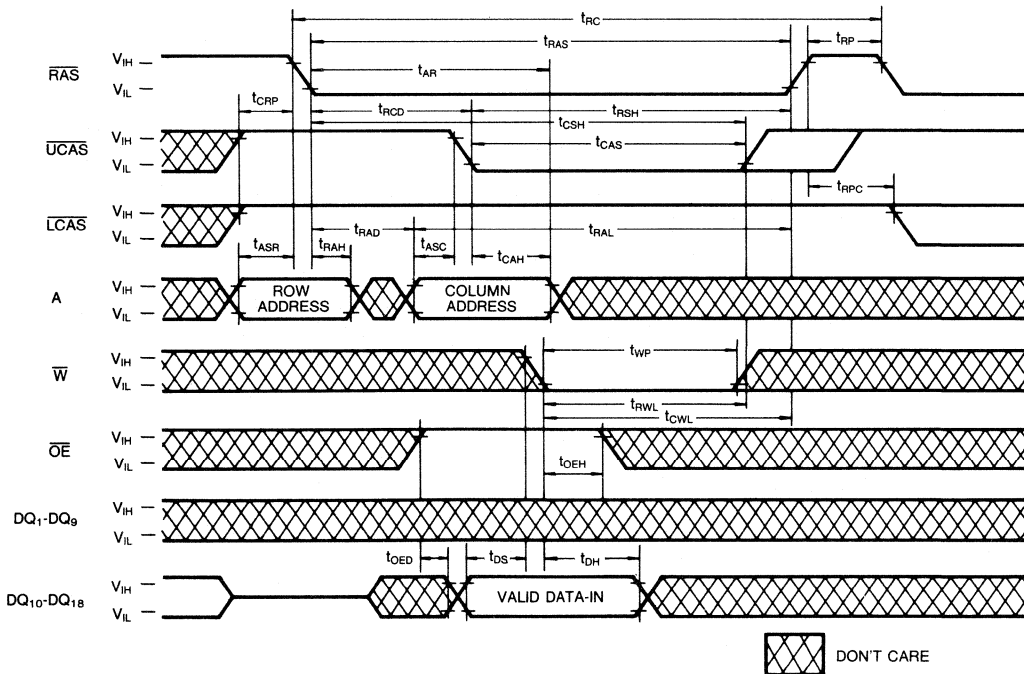 tRC
tRAS
tRP
tAR
RAS
VIH
VIL
tCRP
tRCD
tRSH
tCSH
UCAS
VIH
VIL
tCAS
tRPC
LCAS
VIH
VIL
tRAD
tRAL
tASR
tRAH
tASC
tCAH
A
VIH
VIL
ROW ADDRESS
COLUMN ADDRESS
W
VIH
VIL
tWP
tRWL
tCWL
OE
VIH
VIL
tOEH
DQ1-DQ9
VIH
VIL
tOED
tDS
tDH
DQ10-DQ18
VIH
VIL
VALID DATA-IN
DON'T CARE